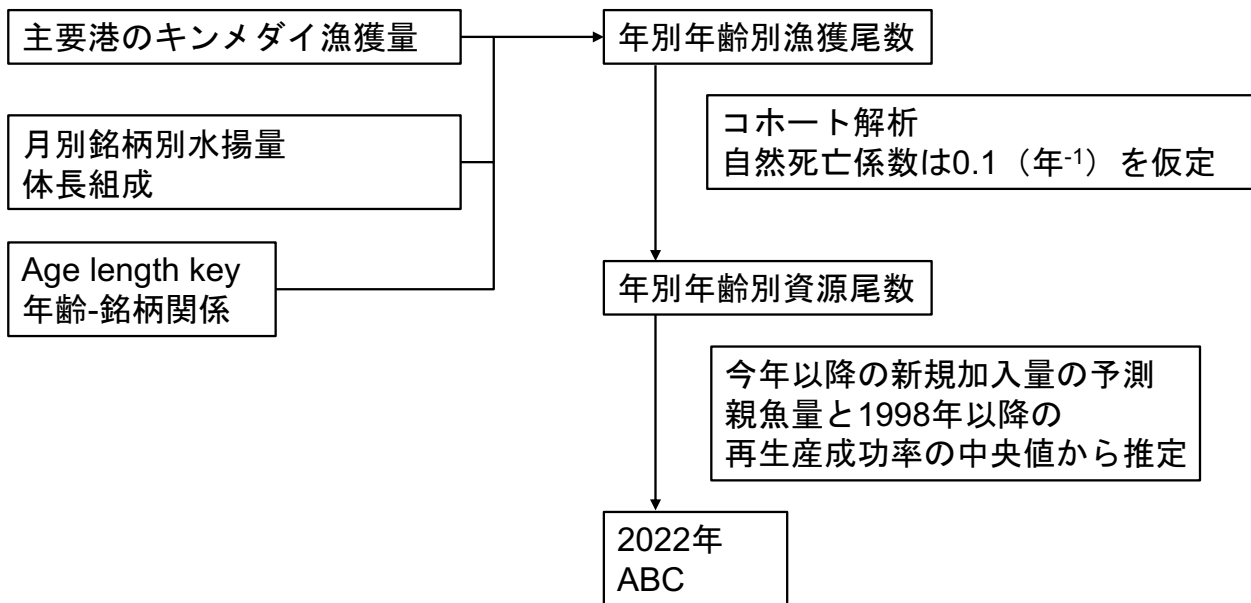 主要港のキンメダイ漁獲量
月別銘柄別水揚量
体長組成
Age length key
年齢-銘柄関係
年別年齢別漁獲尾数
コホート解析
自然死亡係数は0.1（年-1）を仮定
年別年齢別資源尾数
今年以降の新規加入量の予測
親魚量と1998年以降の
再生産成功率の中央値から推定
2022年
ABC